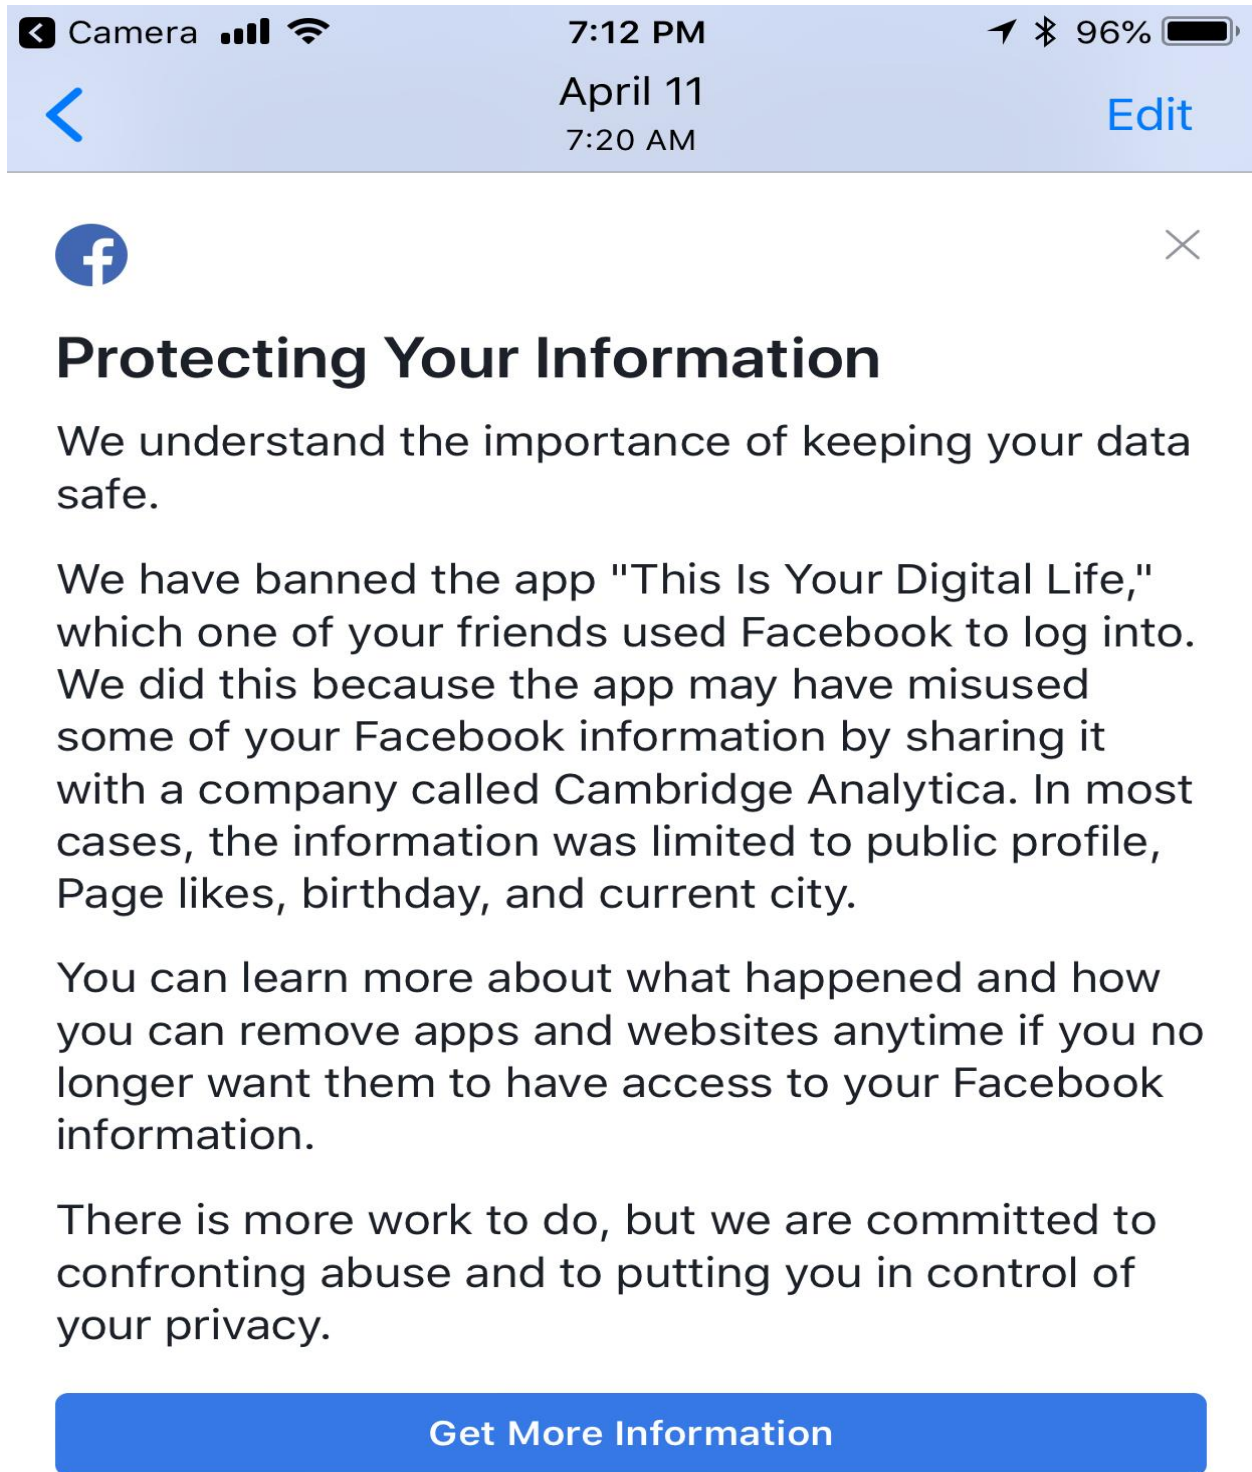 Camera 7:12 PM 96%
April 11
7:20 AM
Edit
Protecting Your Information
We understand the importance of keeping your data
safe.
We have banned the app "This Is Your Digital Life,"
which one of your friends used Facebook to log into.
We did this because the app may have misused
some of your Facebook information by sharing it
with a company called Cambridge Analytica. In most
cases, the information was limited to public profile,
Page likes, birthday, and current city.
You can learn more about what happened and how
you can remove apps and websites anytime if you no
longer want them to have access to your Facebook
information.
There is more work to do, but we are committed to
confronting abuse and to putting you in control of
your privacy.
Get More Information